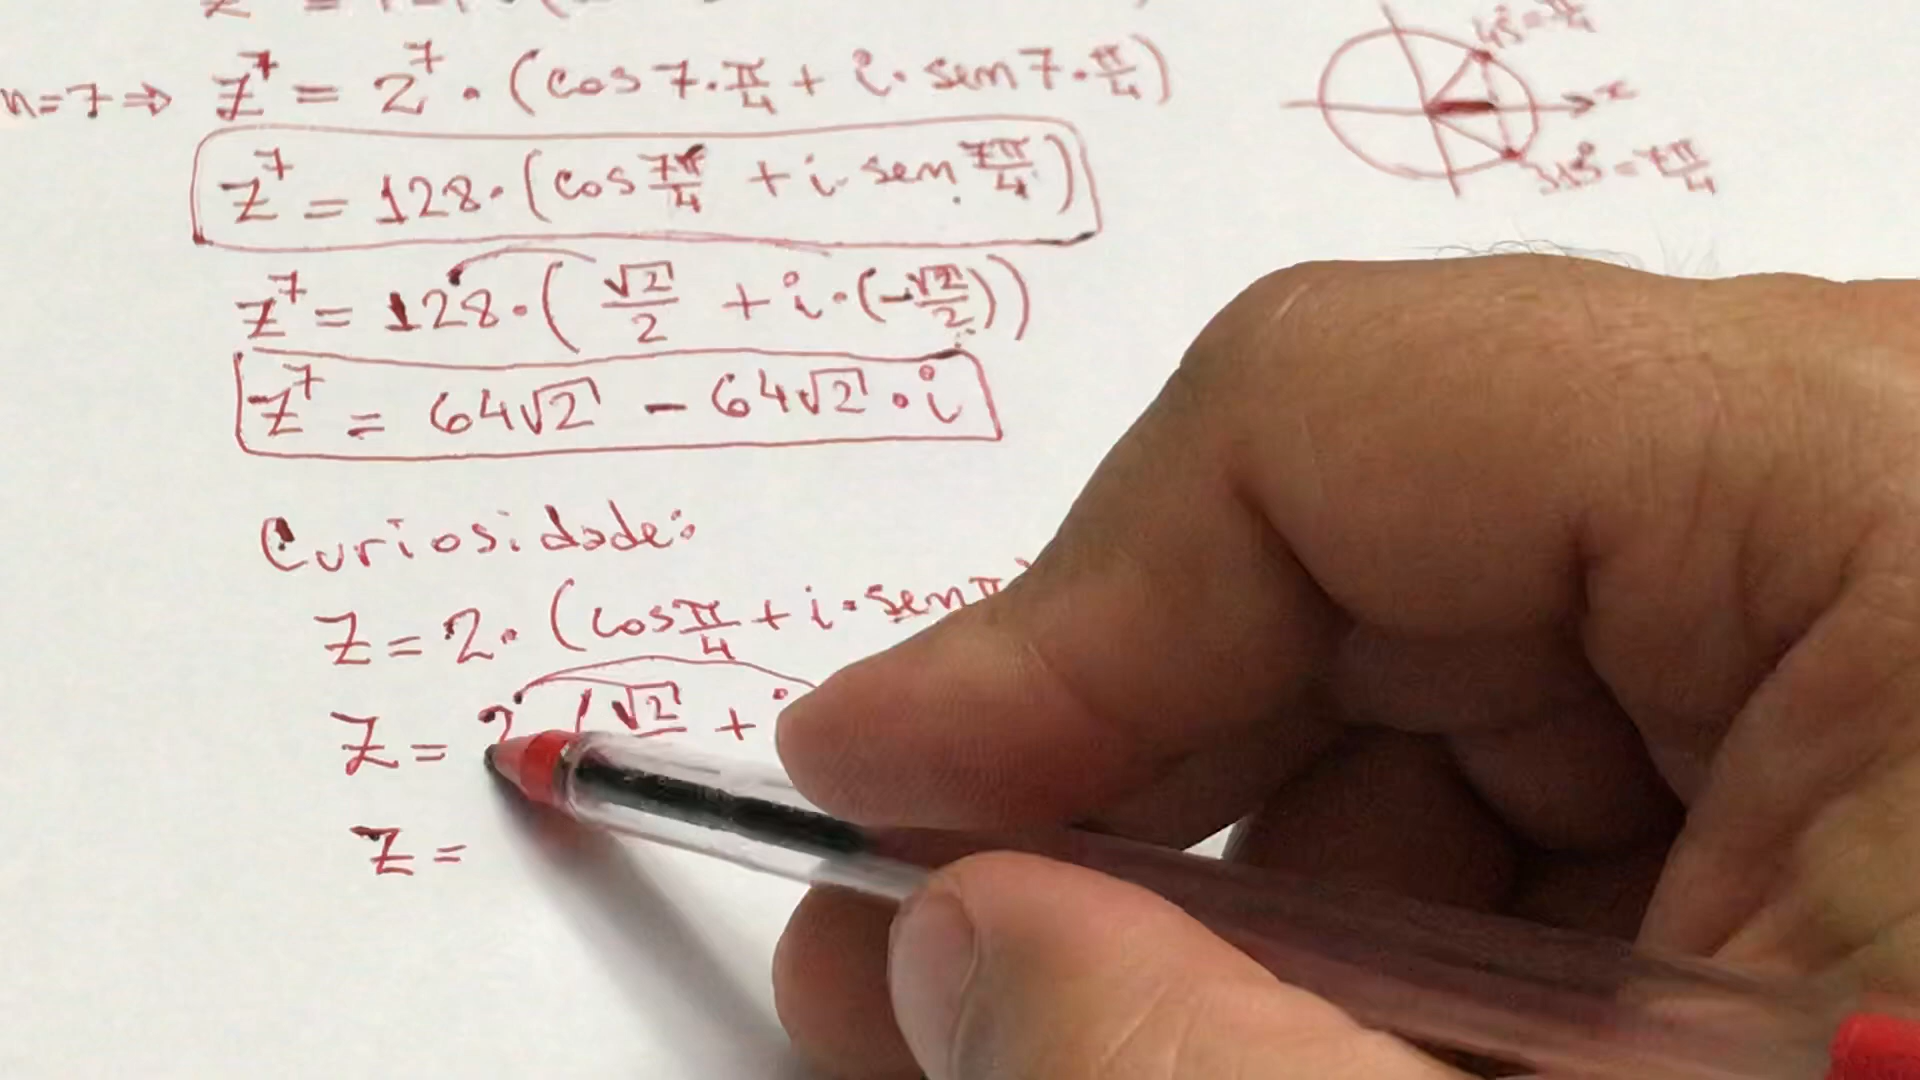 n=7 ⇒ z⁷ = 2⁷ · (cos 7·π/4 + i · sen 7·π/4)
z⁷ = 128 · (cos 7π/4 + i · sen 7π/4)
z⁷ = 128 · (√2/2 + i · (-√2/2))
z⁷ = 64√2 - 64√2 · i
Curiosidade:
z = 2 · (cos π/4 + i · sen π
z = 2 (√2 + i
z =
45° = π/4
x
315° = 7π/4